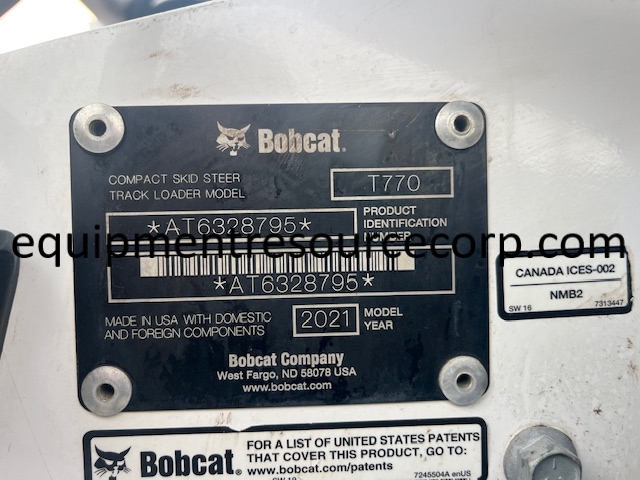 Bobcat®
COMPACT SKID STEER
TRACK LOADER MODEL
T770
*AT6328795*
PRODUCT
IDENTIFICATION
NUMBER
equipmentresourcecorp.com
*AT6328795*
MADE IN USA WITH DOMESTIC
AND FOREIGN COMPONENTS
2021
MODEL
YEAR
Bobcat Company
West Fargo, ND 58078 USA
www.bobcat.com
CANADA ICES-002
NMB2
SW 16
7313447
Bobcat®
FOR A LIST OF UNITED STATES PATENTS
THAT COVER THIS PRODUCT, GO TO:
www.bobcat.com/patents
7245504A enUS